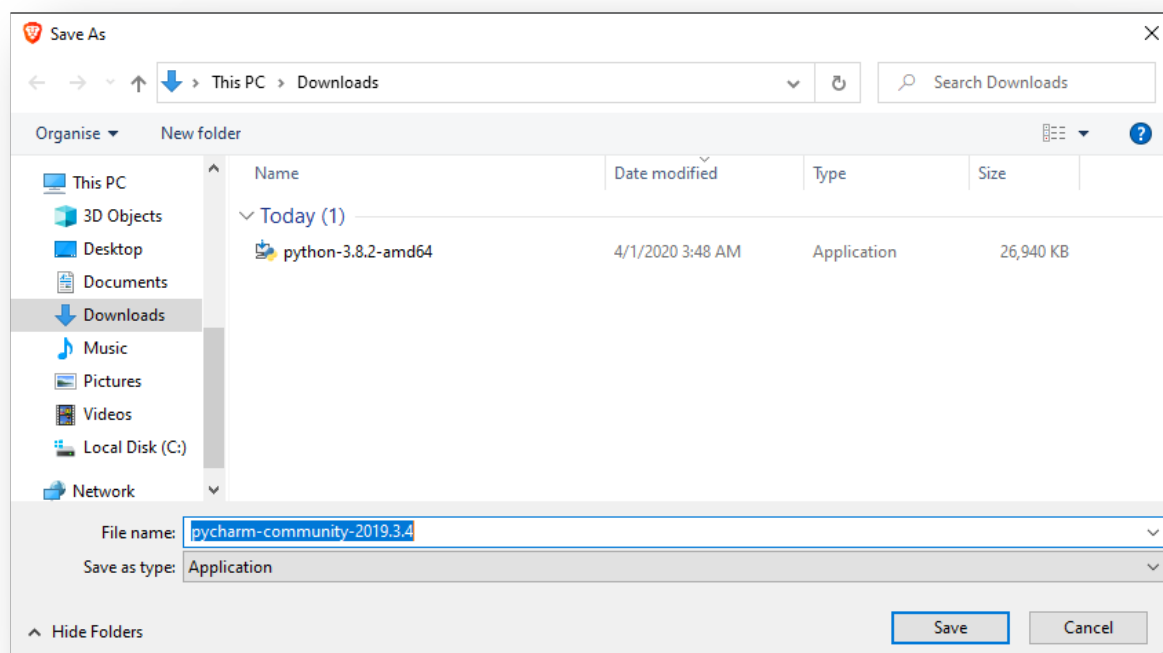 Save As
This PC > Downloads
Search Downloads
Organise
New folder
Name
Date modified
Type
Size
This PC
3D Objects
Desktop
Documents
Downloads
Music
Pictures
Videos
Local Disk (C:)
Network
Today (1)
python-3.8.2-amd64
4/1/2020 3:48 AM
Application
26,940 KB
File name: pycharm-community-2019.3.4
Save as type: Application
Hide Folders
Save
Cancel